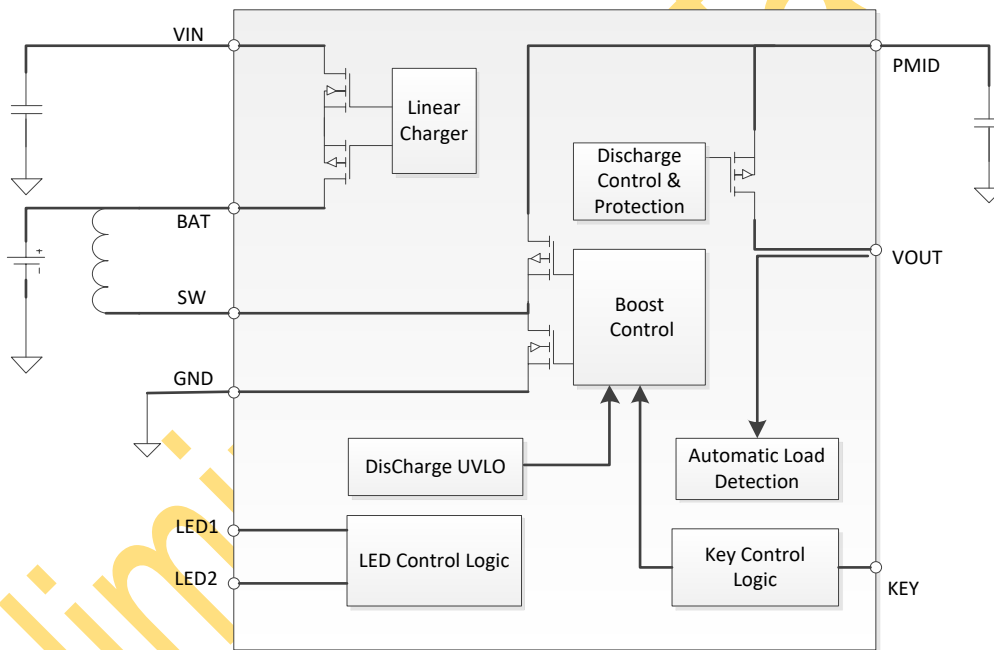 VIN
PMID
Linear
Charger
Discharge
Control &
Protection
BAT
VOUT
+
−
SW
Boost
Control
GND
DisCharge UVLO
Automatic Load
Detection
LED1
LED Control Logic
LED2
Key Control
Logic
KEY